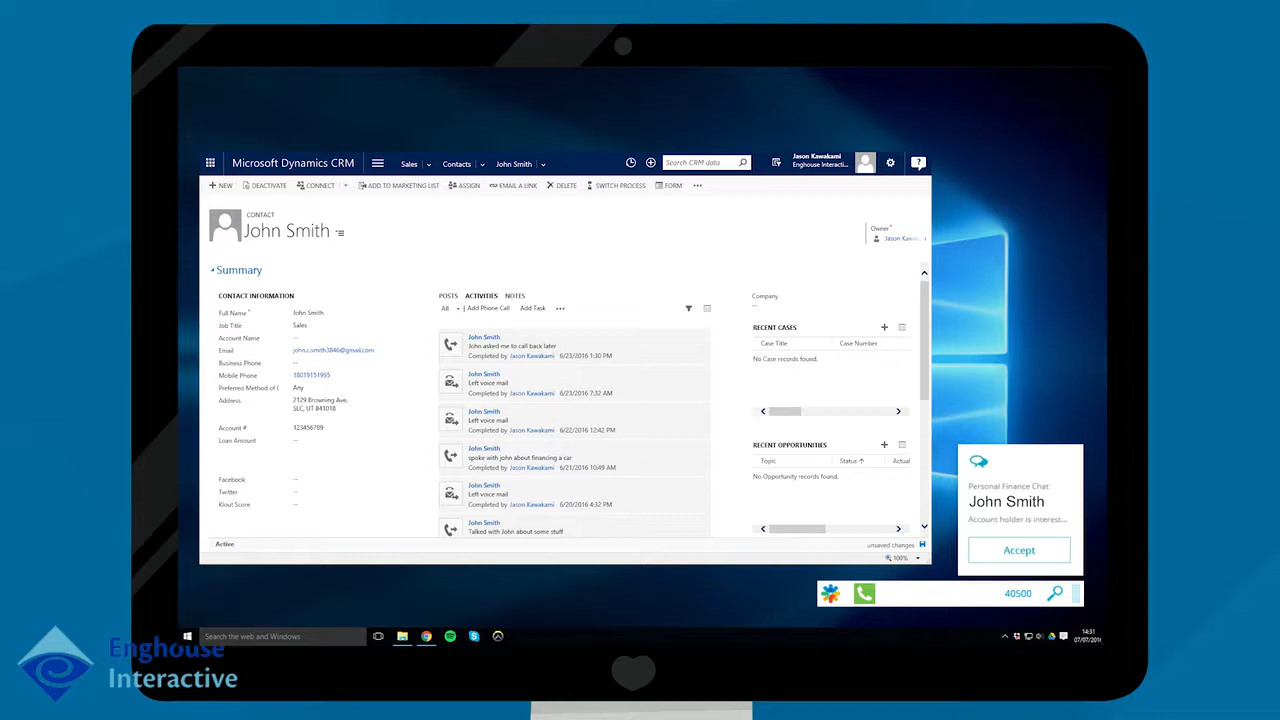 Microsoft Dynamics CRM
Sales
Contacts
John Smith
Search CRM data
Jason Kawakami
Enghouse Interacti...
?
NEW
DEACTIVATE
CONNECT
ADD TO MARKETING LIST
ASSIGN
EMAIL A LINK
DELETE
SWITCH PROCESS
FORM
...
CONTACT
John Smith
Owner*
Jason Kawa...
Summary
CONTACT INFORMATION
Full Name* John Smith
Job Title Sales
Account Name --
Email john.c.smith3846@gmail.com
Business Phone --
Mobile Phone 18019151995
Preferred Method of C Any
Address 2129 Browning Ave.
SLC, UT 841018
Account # 123456789
Loan Amount --
Facebook --
Twitter --
Klout Score --
POSTS ACTIVITIES NOTES
All | Add Phone Call Add Task ...
John Smith
John asked me to call back later
Completed by Jason Kawakami 6/23/2016 1:30 PM
John Smith
Left voice mail
Completed by Jason Kawakami 6/23/2016 7:32 AM
John Smith
Left voice mail
Completed by Jason Kawakami 6/22/2016 12:42 PM
John Smith
spoke with john about financing a car
Completed by Jason Kawakami 6/21/2016 10:49 AM
John Smith
Left voice mail
Completed by Jason Kawakami 6/20/2016 4:32 PM
John Smith
Talked with John about some stuff
Company
--
RECENT CASES
Case Title Case Number
No Case records found.
RECENT OPPORTUNITIES
Topic Status Actual
No Opportunity records found.
Active
unsaved changes
100%
Personal Finance Chat
John Smith
Account holder is interest...
Accept
40500
Search the web and Windows
14:31
07/07/2016
Enghouse
Interactive